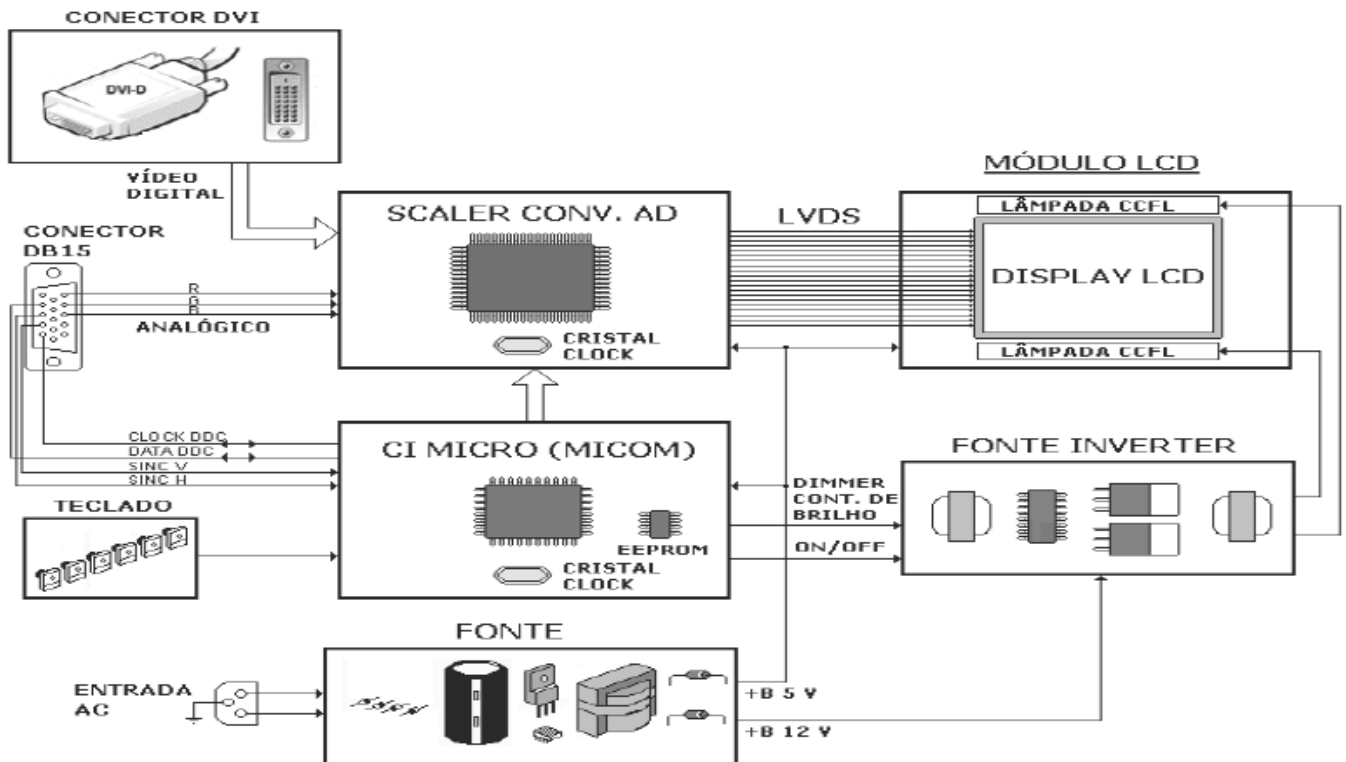 CONECTOR DVI
DVI-D
VÍDEO
DIGITAL
CONECTOR
DB15
R
G
B
ANALÓGICO
SCALER CONV. AD
CRISTAL
CLOCK
LVDS
MÓDULO LCD
LÂMPADA CCFL
DISPLAY LCD
LÂMPADA CCFL
CLOCK DDC
DATA DDC
SINC V
SINC H
TECLADO
CI MICRO (MICOM)
EEPROM
CRISTAL
CLOCK
DIMMER
CONT. DE
BRILHO
ON/OFF
FONTE INVERTER
FONTE
ENTRADA
AC
+B 5 V
+B 12 V